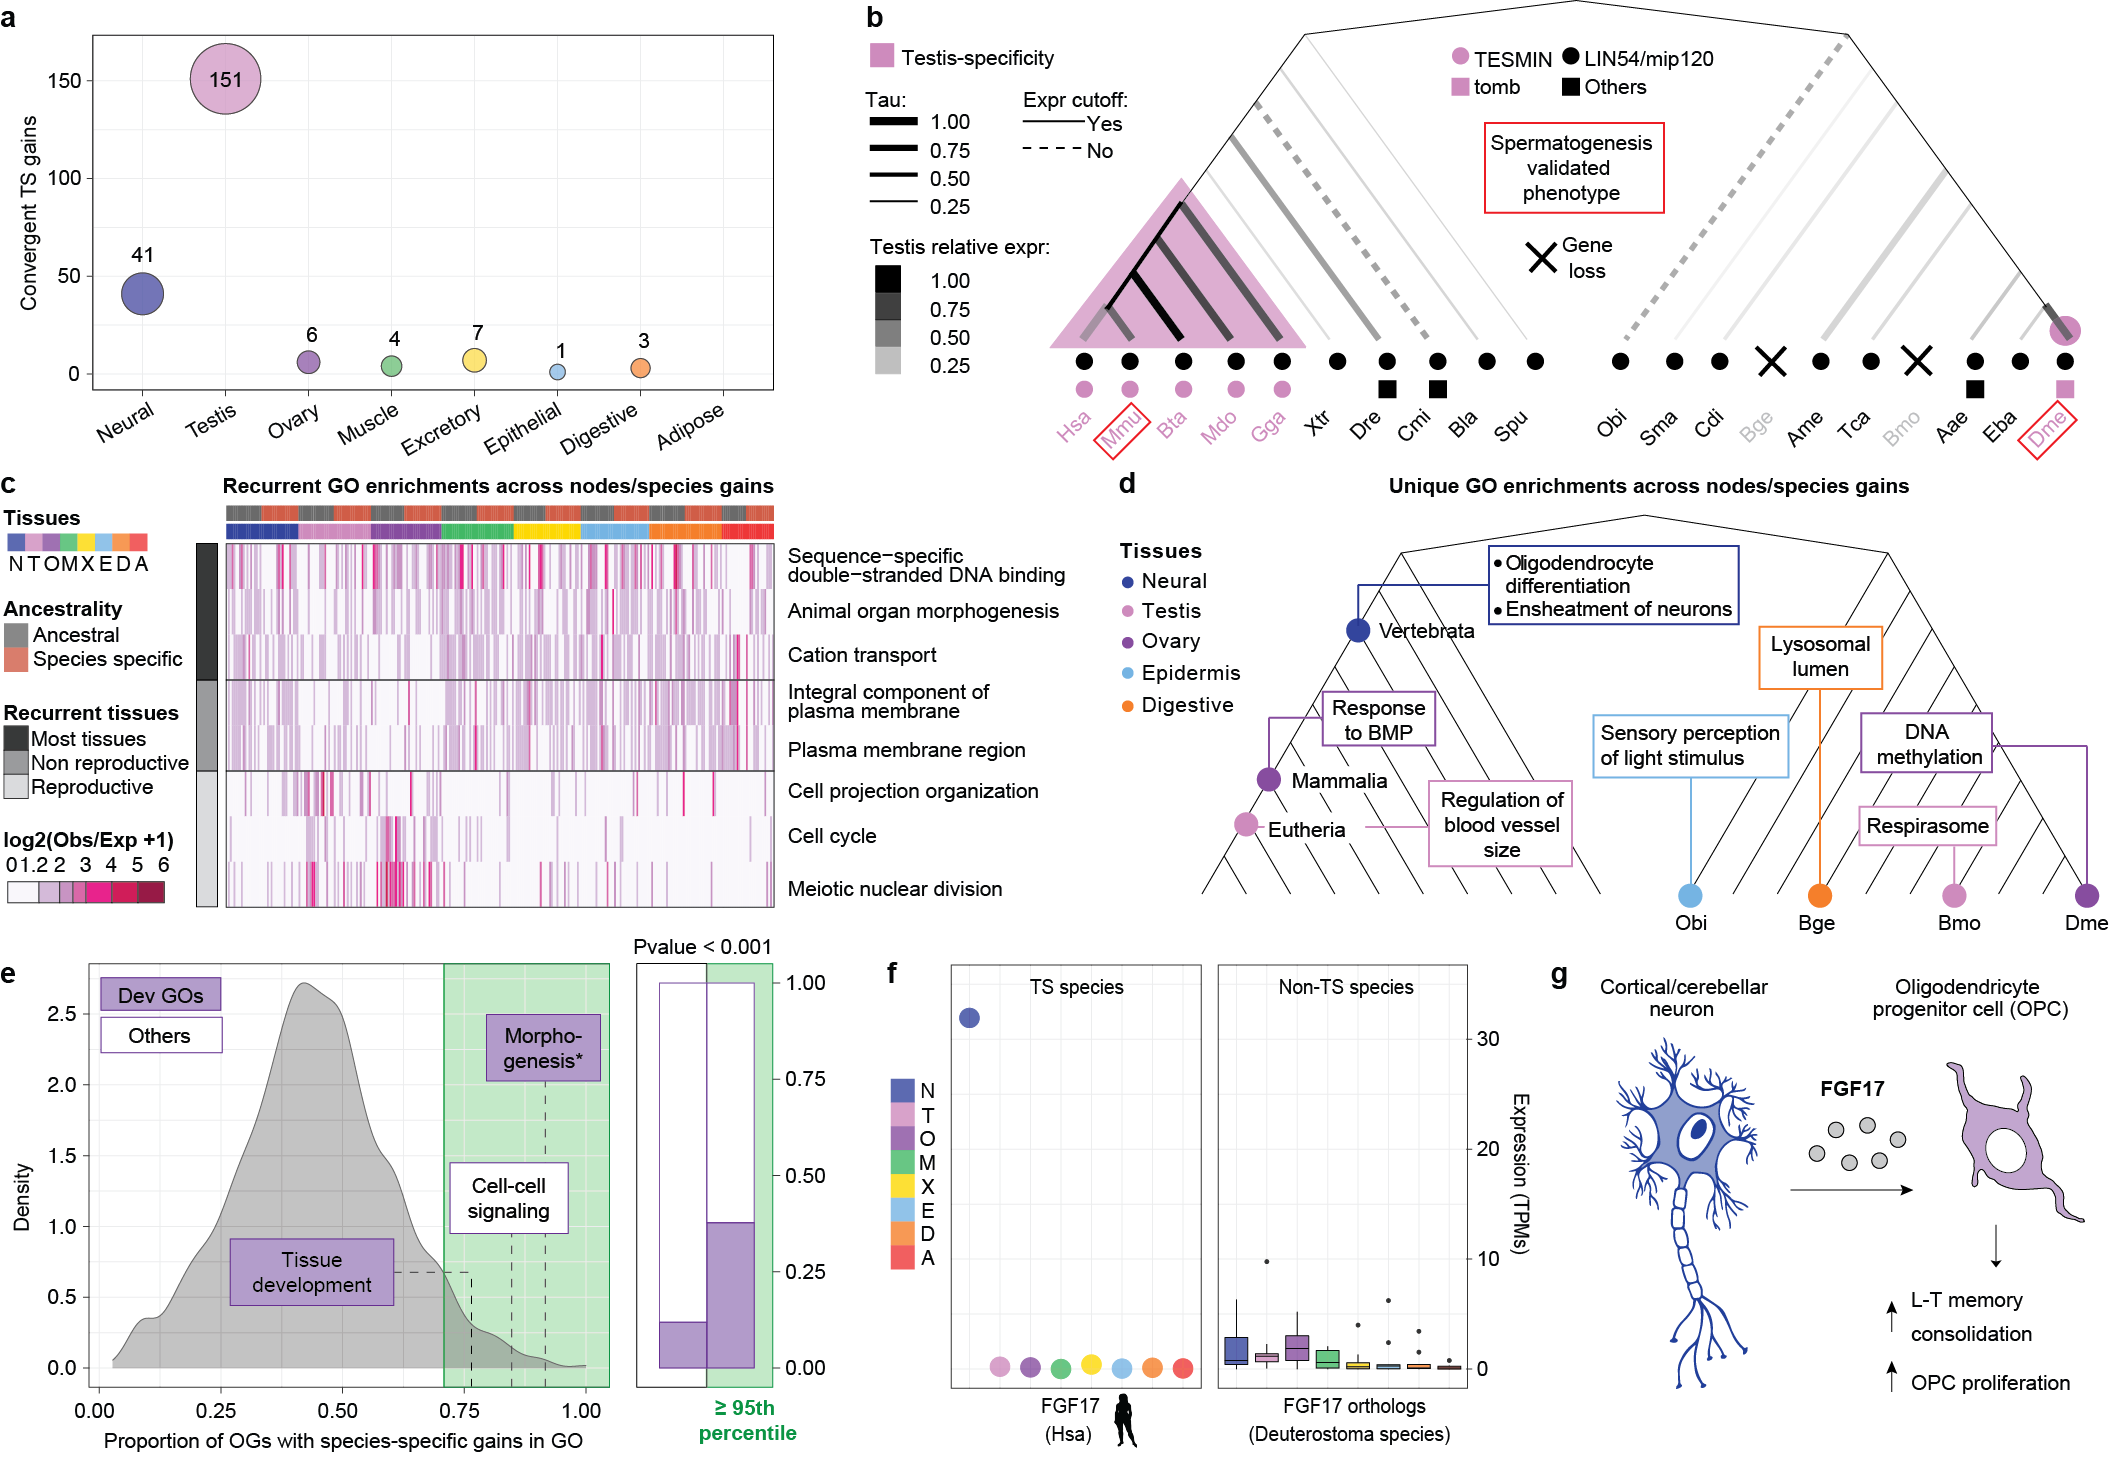 a
Convergent TS gains
150
100
50
0
151
41
6
4
7
1
3
Neural
Testis
Ovary
Muscle
Excretory
Epithelial
Digestive
Adipose
b
Testis-specificity
Tau:
1.00
0.75
0.50
0.25
Expr cutoff:
Yes
No
Testis relative expr:
1.00
0.75
0.50
0.25
TESMIN
LIN54/mip120
tomb
Others
Spermatogenesis
validated
phenotype
Gene
loss
Hsa
Mmu
Bta
Mdo
Gga
Xtr
Dre
Cmi
Bla
Spu
Obi
Sma
Cdi
Bge
Ame
Tca
Bmo
Aae
Eba
Dme
c
Recurrent GO enrichments across nodes/species gains
Tissues
N T O M X E D A
Ancestrality
Ancestral
Species specific
Recurrent tissues
Most tissues
Non reproductive
Reproductive
log2(Obs/Exp +1)
0 1.2 2 3 4 5 6
Sequence−specific
double−stranded DNA binding
Animal organ morphogenesis
Cation transport
Integral component of
plasma membrane
Plasma membrane region
Cell projection organization
Cell cycle
Meiotic nuclear division
d
Unique GO enrichments across nodes/species gains
Tissues
Neural
Testis
Ovary
Epidermis
Digestive
• Oligodendrocyte
differentiation
• Ensheatment of neurons
Vertebrata
Response
to BMP
Mammalia
Eutheria
Regulation of
blood vessel
size
Lysosomal
lumen
Sensory perception
of light stimulus
DNA
methylation
Respirasome
Obi
Bge
Bmo
Dme
e
Density
2.5
2.0
1.5
1.0
0.5
0.0
Dev GOs
Others
Morpho-
genesis*
Cell-cell
signaling
Tissue
development
0.00
0.25
0.50
0.75
1.00
Proportion of OGs with species-specific gains in GO
Pvalue < 0.001
1.00
0.75
0.50
0.25
0.00
≥ 95th
percentile
f
N
T
O
M
X
E
D
A
TS species
Non-TS species
30
20
10
0
Expression (TPMs)
FGF17
(Hsa)
FGF17 orthologs
(Deuterostoma species)
g
Cortical/cerebellar
neuron
Oligodendricyte
progenitor cell (OPC)
FGF17
L-T memory
consolidation
OPC proliferation